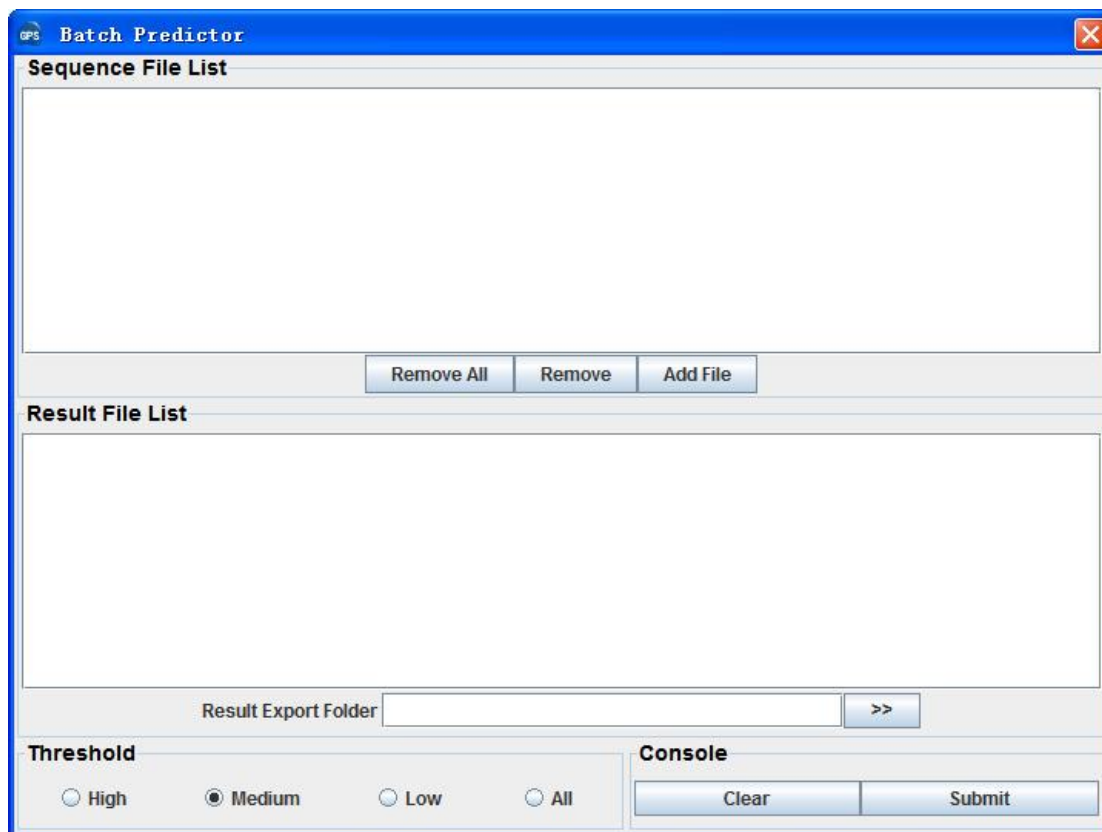 GPS Batch Predictor
Sequence File List
Remove All Remove Add File
Result File List
Result Export Folder >>
Threshold Console
High Medium Low All Clear Submit